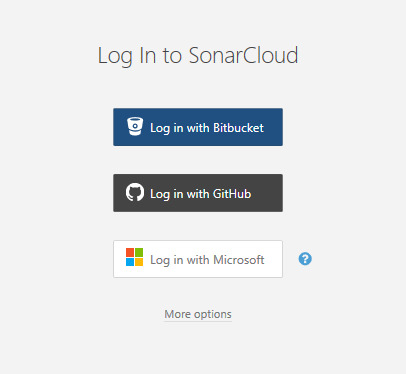 Log In to SonarCloud
Log in with Bitbucket
Log in with GitHub
Log in with Microsoft
?
More options